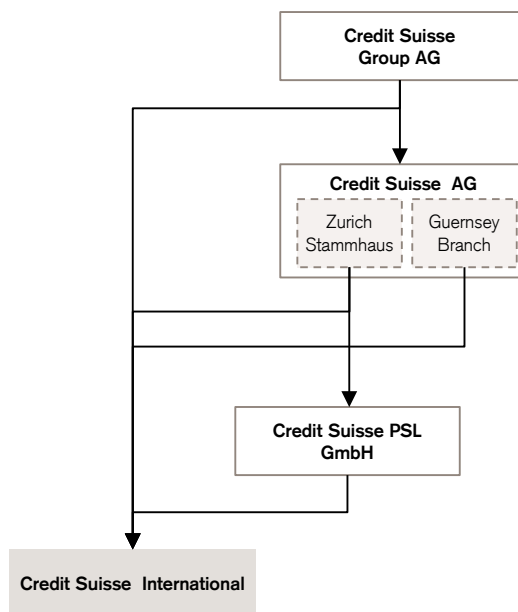 Credit Suisse
Group AG
Credit Suisse AG
Zurich
Stammhaus
Guernsey
Branch
Credit Suisse PSL
GmbH
Credit Suisse International